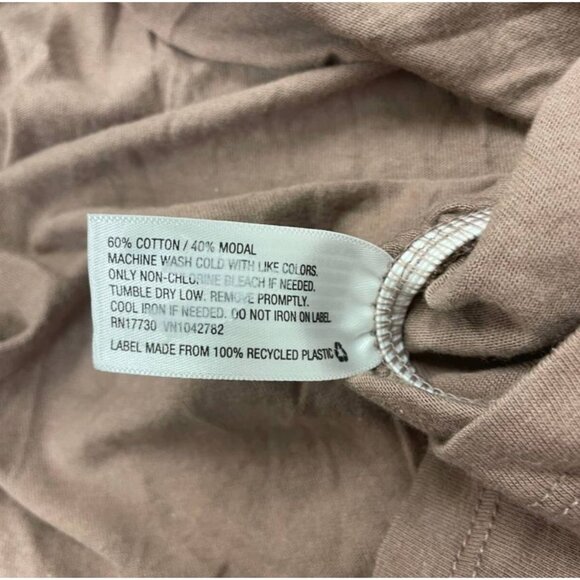 60% COTTON / 40% MODAL
MACHINE WASH COLD WITH LIKE COLORS.
ONLY NON-CHLORINE BLEACH IF NEEDED.
TUMBLE DRY LOW. REMOVE PROMPTLY.
COOL IRON IF NEEDED. DO NOT IRON ON LABEL
RN17730 VN1042762
LABEL MADE FROM 100% RECYCLED PLASTIC